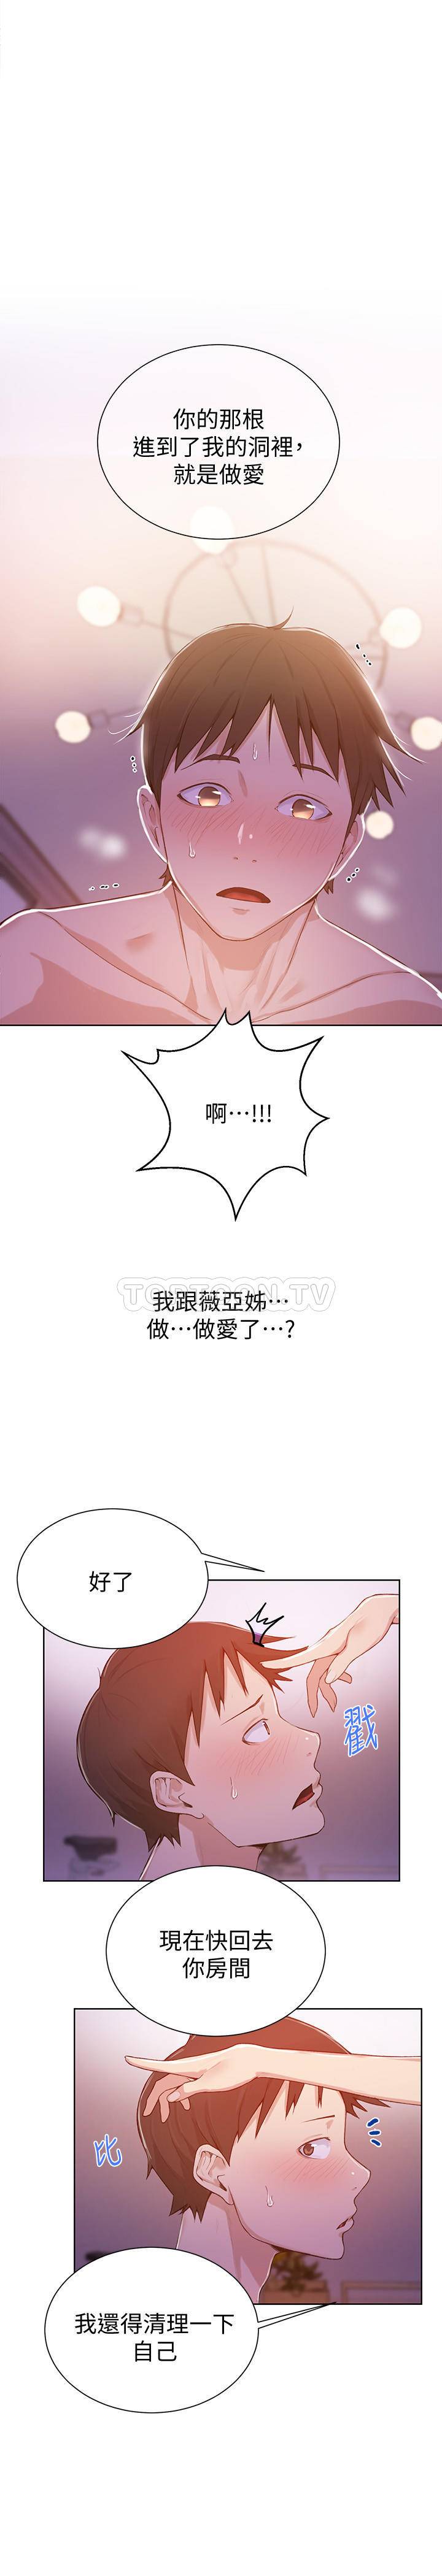 你的那根
進到了我的洞裡，
就是做愛
啊⋯!!!
TOPTOON.TV
我跟薇亞姊⋯
做⋯做愛了⋯?
好了
戳
現在快回去
你房間
比
我還得清理一下
自己